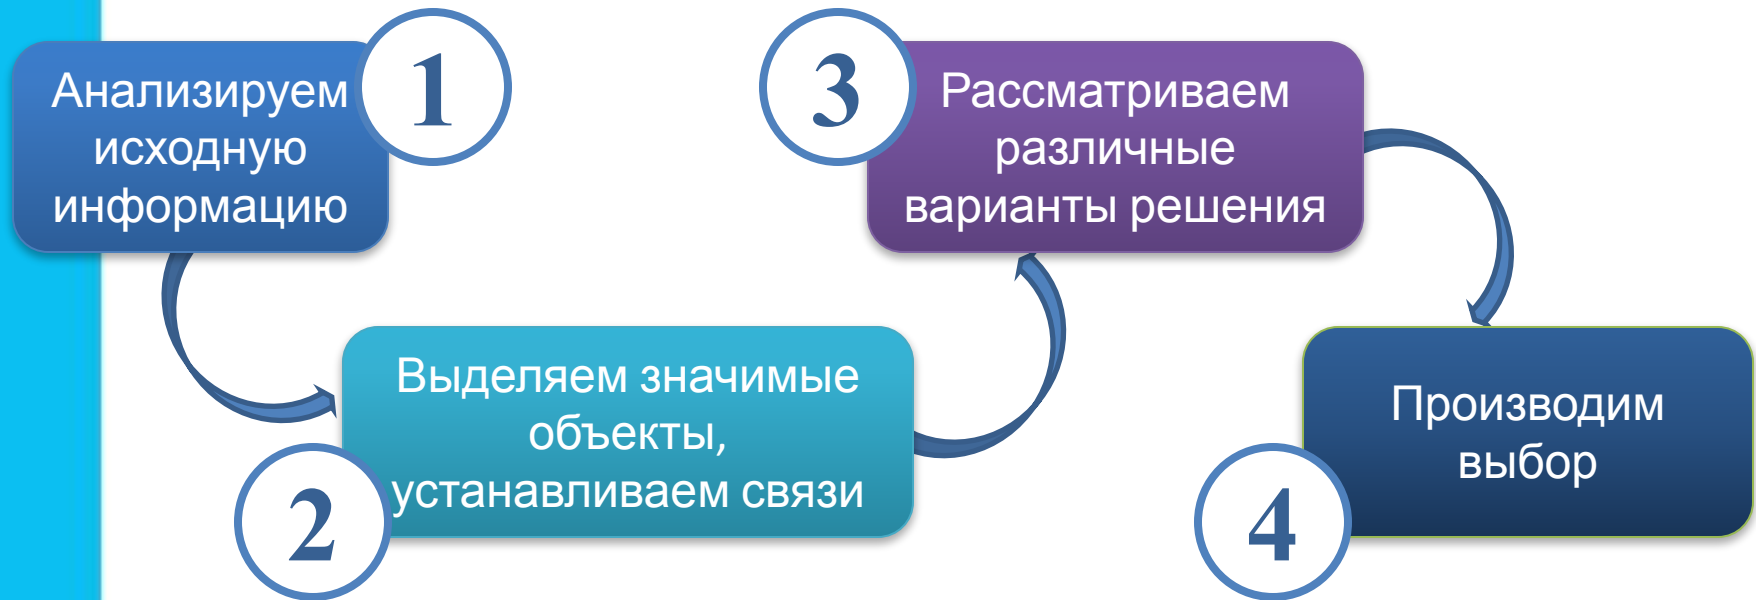 1
Анализируем
исходную
информацию
2
Выделяем значимые
объекты,
устанавливаем связи
3
Рассматриваем
различные
варианты решения
4
Производим
выбор